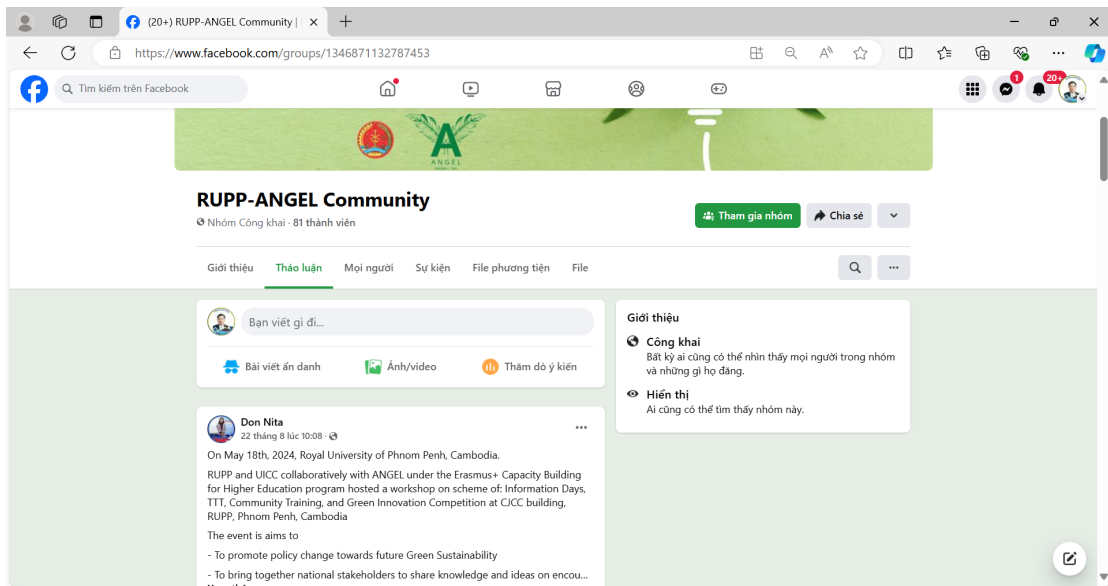 (20+) RUPP-ANGEL Community |
https://www.facebook.com/groups/1346871132787453
Tìm kiếm trên Facebook
1
20+
ANGEL
RUPP-ANGEL Community
Nhóm Công khai · 81 thành viên
Tham gia nhóm
Chia sẻ
Giới thiệu
Thảo luận
Mọi người
Sự kiện
File phương tiện
File
Bạn viết gì đi...
Bài viết ẩn danh
Ảnh/video
Thăm dò ý kiến
Giới thiệu
Công khai
Bất kỳ ai cũng có thể nhìn thấy mọi người trong nhóm
và những gì họ đăng.
Hiển thị
Ai cũng có thể tìm thấy nhóm này.
Don Nita
22 tháng 8 lúc 10:08 ·
On May 18th, 2024, Royal University of Phnom Penh, Cambodia.
RUPP and UICC collaboratively with ANGEL under the Erasmus+ Capacity Building
for Higher Education program hosted a workshop on scheme of: Information Days,
TTT, Community Training, and Green Innovation Competition at CJCC building,
RUPP, Phnom Penh, Cambodia
The event is aims to
- To promote policy change towards future Green Sustainability
- To bring together national stakeholders to share knowledge and ideas on encou...